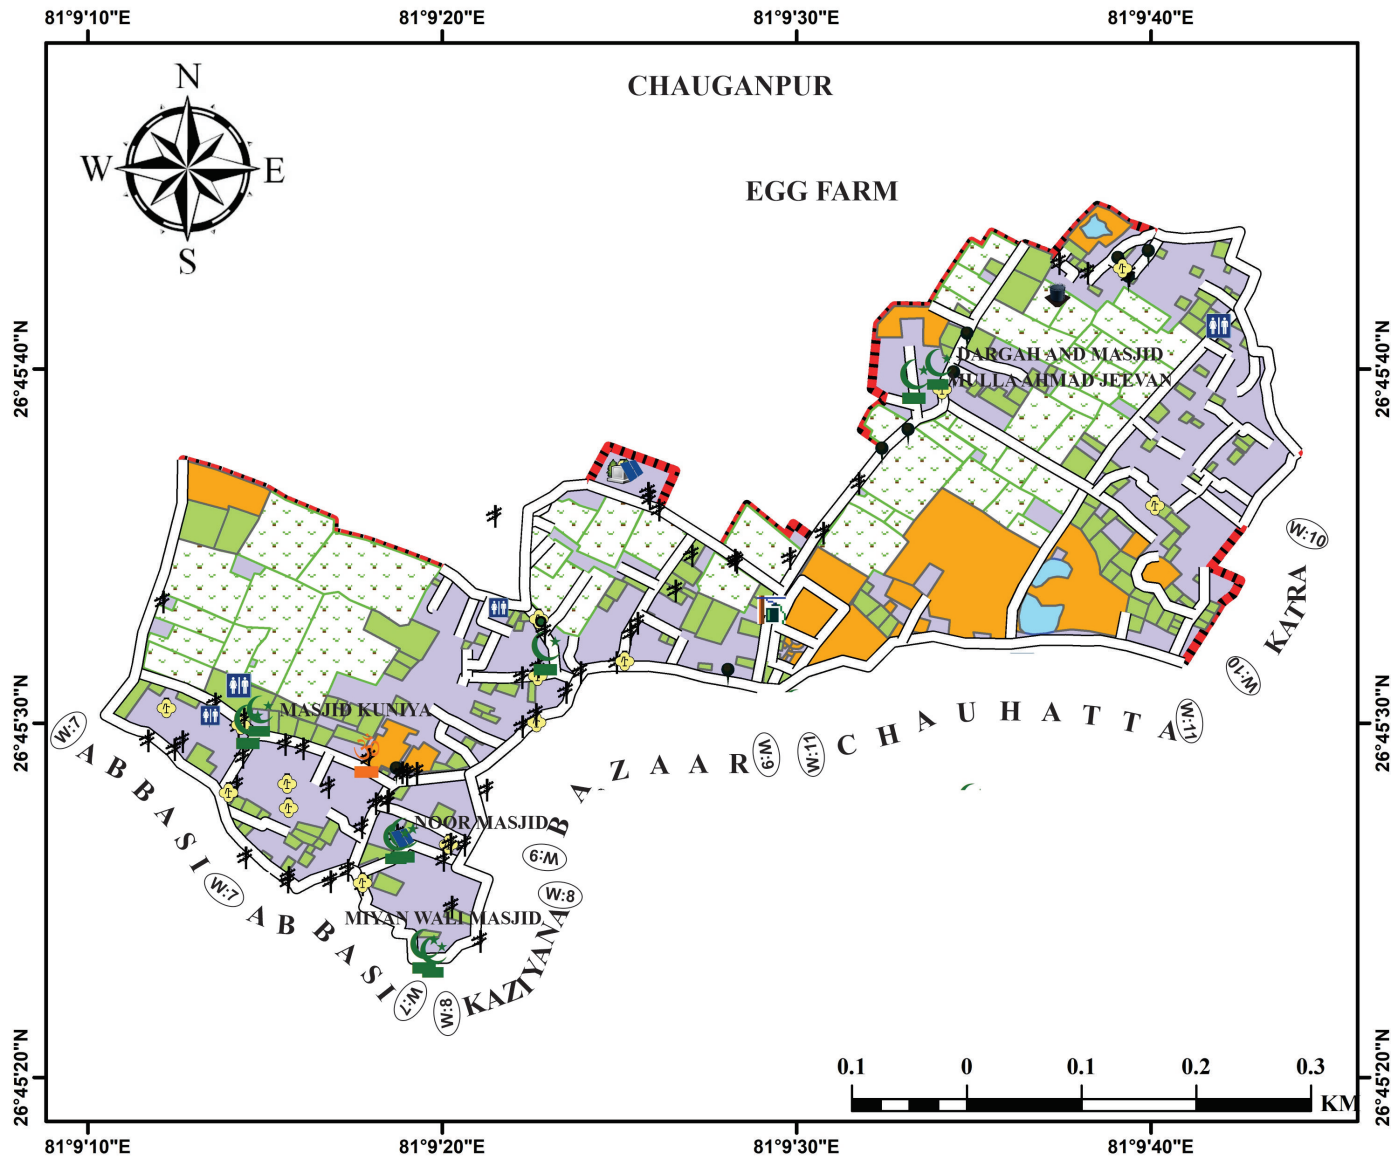 81°9'10"E
81°9'20"E
81°9'30"E
81°9'40"E
N
W
E
S
CHAUGANPUR
EGG FARM
26°45'40"N
26°45'40"N
DARGAH AND MASJID
MULLA AHMAD JEEVAN
W:10
KATRA
W:10
W:11
26°45'30"N
26°45'30"N
MASJID KUNIYA
W:7
ABBASI
W:7
ABBASI
W:7
W:8
KAZIYANA
W:8
W:9
BAZAAR
W:9
W:11
CHAUHATTA
NOOR MASJID
MIYAN WALI MASJID
26°45'20"N
26°45'20"N
0.1
0
0.1
0.2
0.3
KM
81°9'10"E
81°9'20"E
81°9'30"E
81°9'40"E